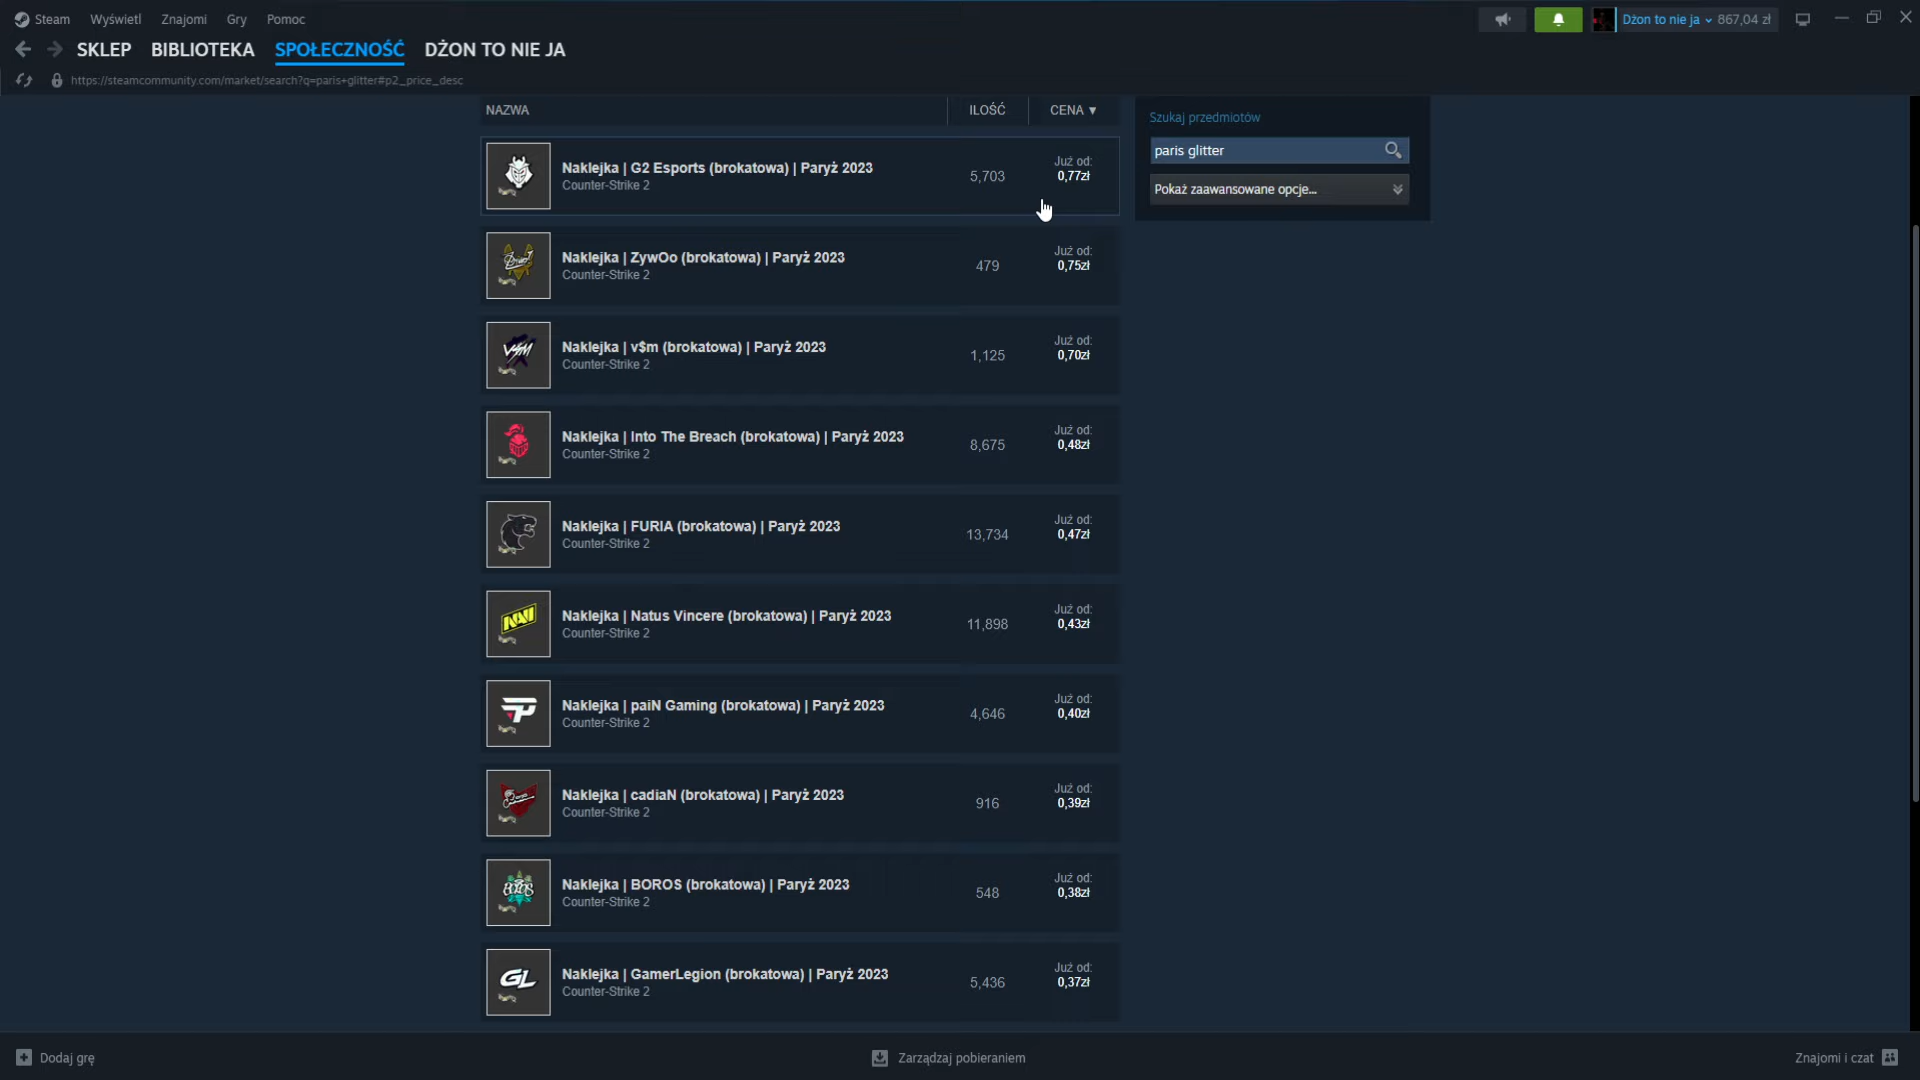 Steam Wyświetl Znajomi Gry Pomoc
Dżon to nie ja 867,04 zł
SKLEP BIBLIOTEKA SPOŁECZNOŚĆ DŻON TO NIE JA
https://steamcommunity.com/market/search?q=paris+glitter#p2_price_desc
NAZWA ILOŚĆ CENA ▼
Szukaj przedmiotów
paris glitter
Pokaż zaawansowane opcje...
Naklejka | G2 Esports (brokatowa) | Paryż 2023
Counter-Strike 2
5,703
Już od:
0,77zł
Naklejka | ZywOo (brokatowa) | Paryż 2023
Counter-Strike 2
479
Już od:
0,75zł
Naklejka | v$m (brokatowa) | Paryż 2023
Counter-Strike 2
1,125
Już od:
0,70zł
Naklejka | Into The Breach (brokatowa) | Paryż 2023
Counter-Strike 2
8,675
Już od:
0,48zł
Naklejka | FURIA (brokatowa) | Paryż 2023
Counter-Strike 2
13,734
Już od:
0,47zł
NAVI
Naklejka | Natus Vincere (brokatowa) | Paryż 2023
Counter-Strike 2
11,898
Już od:
0,43zł
Naklejka | paiN Gaming (brokatowa) | Paryż 2023
Counter-Strike 2
4,646
Już od:
0,40zł
Naklejka | cadiaN (brokatowa) | Paryż 2023
Counter-Strike 2
916
Już od:
0,39zł
Naklejka | BOROS (brokatowa) | Paryż 2023
Counter-Strike 2
548
Już od:
0,38zł
GL
Naklejka | GamerLegion (brokatowa) | Paryż 2023
Counter-Strike 2
5,436
Już od:
0,37zł
Dodaj grę Zarządzaj pobieraniem Znajomi i czat